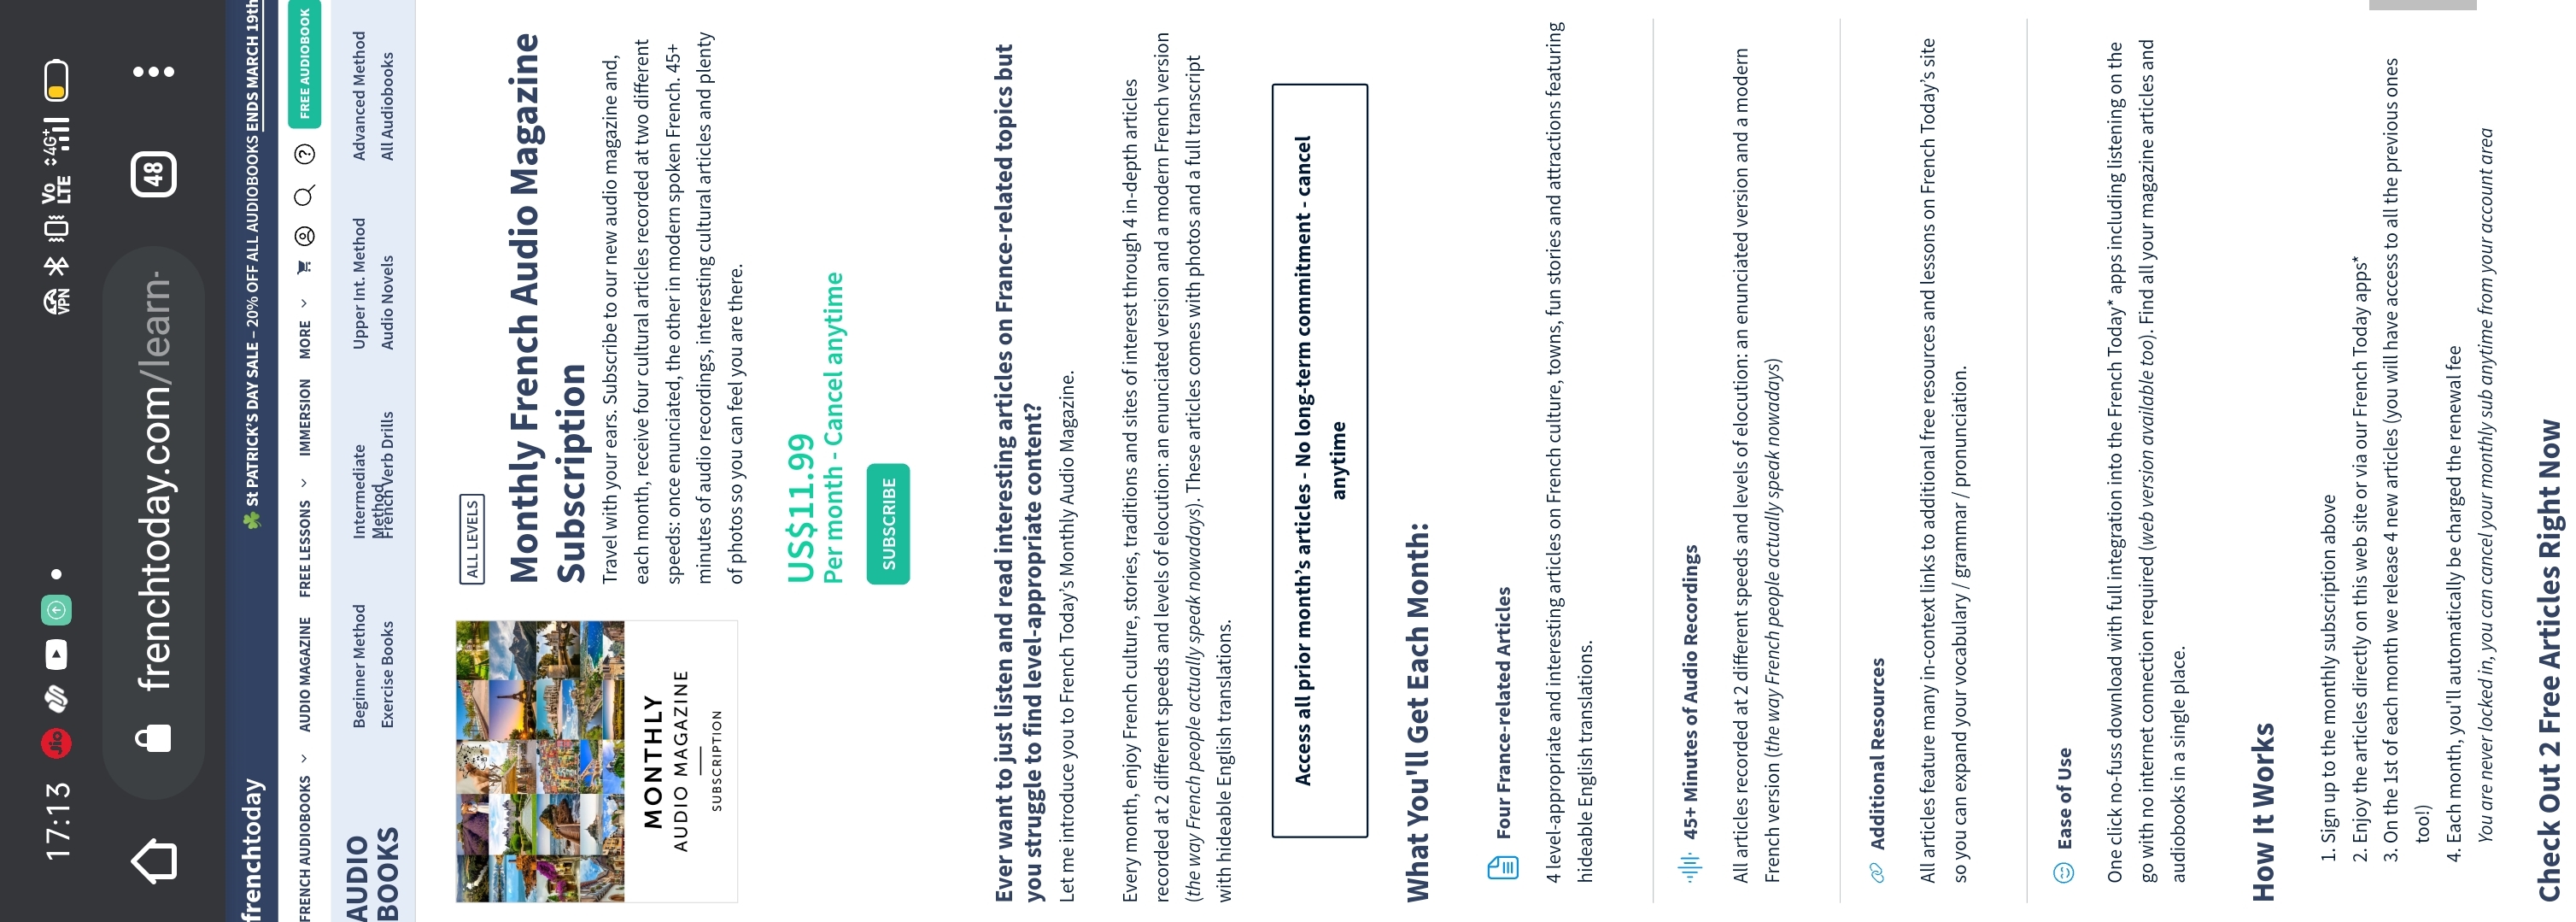 17:13
Jio
VPN
Vo LTE
4G+
frenchtoday.com/learn-
48
frenchtoday
☘️ St PATRICK'S DAY SALE – 20% OFF ALL AUDIOBOOKS ENDS MARCH 19th
FRENCH AUDIOBOOKS
AUDIO MAGAZINE
FREE LESSONS
IMMERSION
MORE
FREE AUDIOBOOK
AUDIO
BOOKS
Beginner Method
Intermediate Method
Upper Int. Method
Advanced Method
Exercise Books
French Verb Drills
Audio Novels
All Audiobooks
MONTHLY
AUDIO MAGAZINE
SUBSCRIPTION
ALL LEVELS
Monthly French Audio Magazine
Subscription
Travel with your ears. Subscribe to our new audio magazine and,
each month, receive four cultural articles recorded at two different
speeds: once enunciated, the other in modern spoken French. 45+
minutes of audio recordings, interesting cultural articles and plenty
of photos so you can feel you are there.
US$11.99
Per month - Cancel anytime
SUBSCRIBE
Ever want to just listen and read interesting articles on France-related topics but
you struggle to find level-appropriate content?
Let me introduce you to French Today's Monthly Audio Magazine.
Every month, enjoy French culture, stories, traditions and sites of interest through 4 in-depth articles
recorded at 2 different speeds and levels of elocution: an enunciated version and a modern French version
(the way French people actually speak nowadays). These articles comes with photos and a full transcript
with hideable English translations.
Access all prior month's articles - No long-term commitment - cancel
anytime
What You'll Get Each Month:
Four France-related Articles
4 level-appropriate and interesting articles on French culture, towns, fun stories and attractions featuring
hideable English translations.
45+ Minutes of Audio Recordings
All articles recorded at 2 different speeds and levels of elocution: an enunciated version and a modern
French version (the way French people actually speak nowadays)
Additional Resources
All articles feature many in-context links to additional free resources and lessons on French Today's site
so you can expand your vocabulary / grammar / pronunciation.
Ease of Use
One click no-fuss download with full integration into the French Today* apps including listening on the
go with no internet connection required (web version available too). Find all your magazine articles and
audiobooks in a single place.
How It Works
1. Sign up to the monthly subscription above
2. Enjoy the articles directly on this web site or via our French Today apps*
3. On the 1st of each month we release 4 new articles (you will have access to all the previous ones
too!)
4. Each month, you'll automatically be charged the renewal fee
You are never locked in, you can cancel your monthly sub anytime from your account area
Check Out 2 Free Articles Right Now